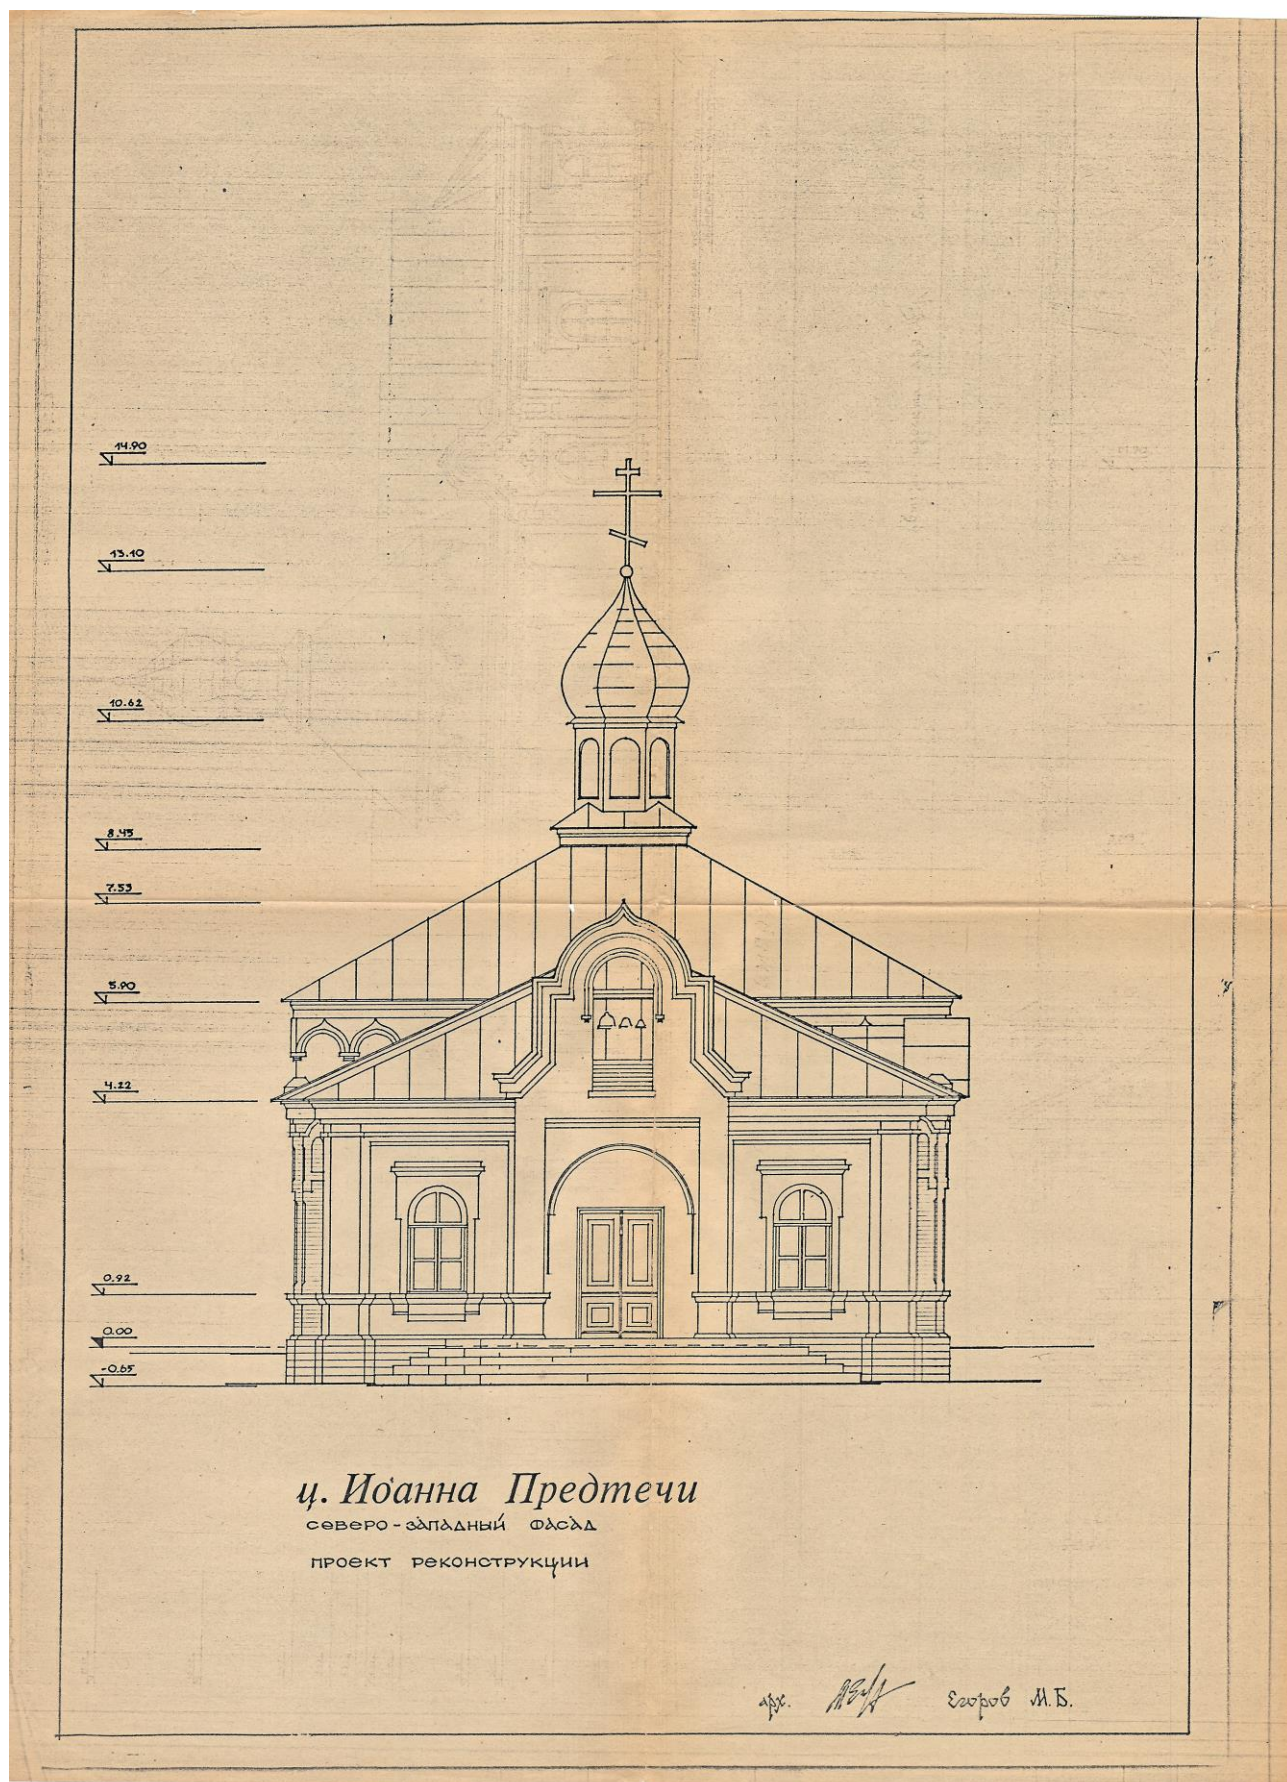 14.90
13.10
10.62
8.45
7.53
5.90
4.22
0.92
0.00
-0.65
ц. Иоанна Предтечи
северо-западный фасад
проект реконструкции
арх. Егоров М.Б.